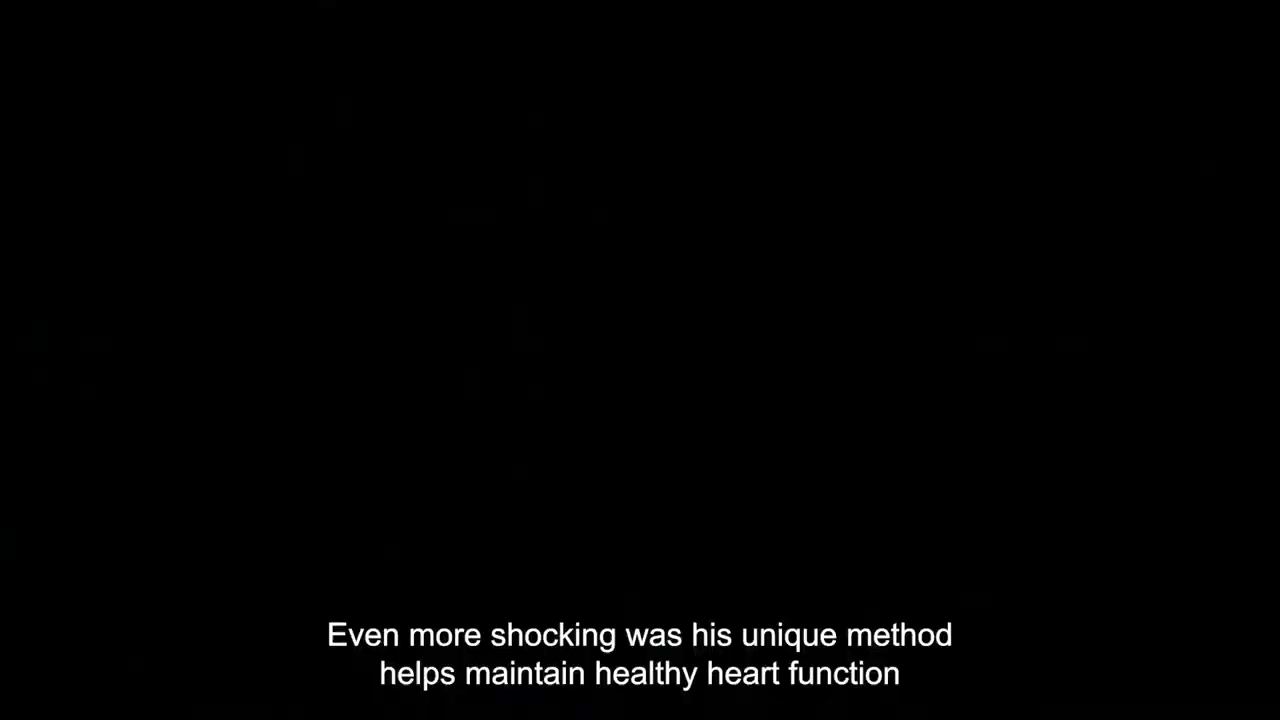 Even more shocking was his unique method
helps maintain healthy heart function